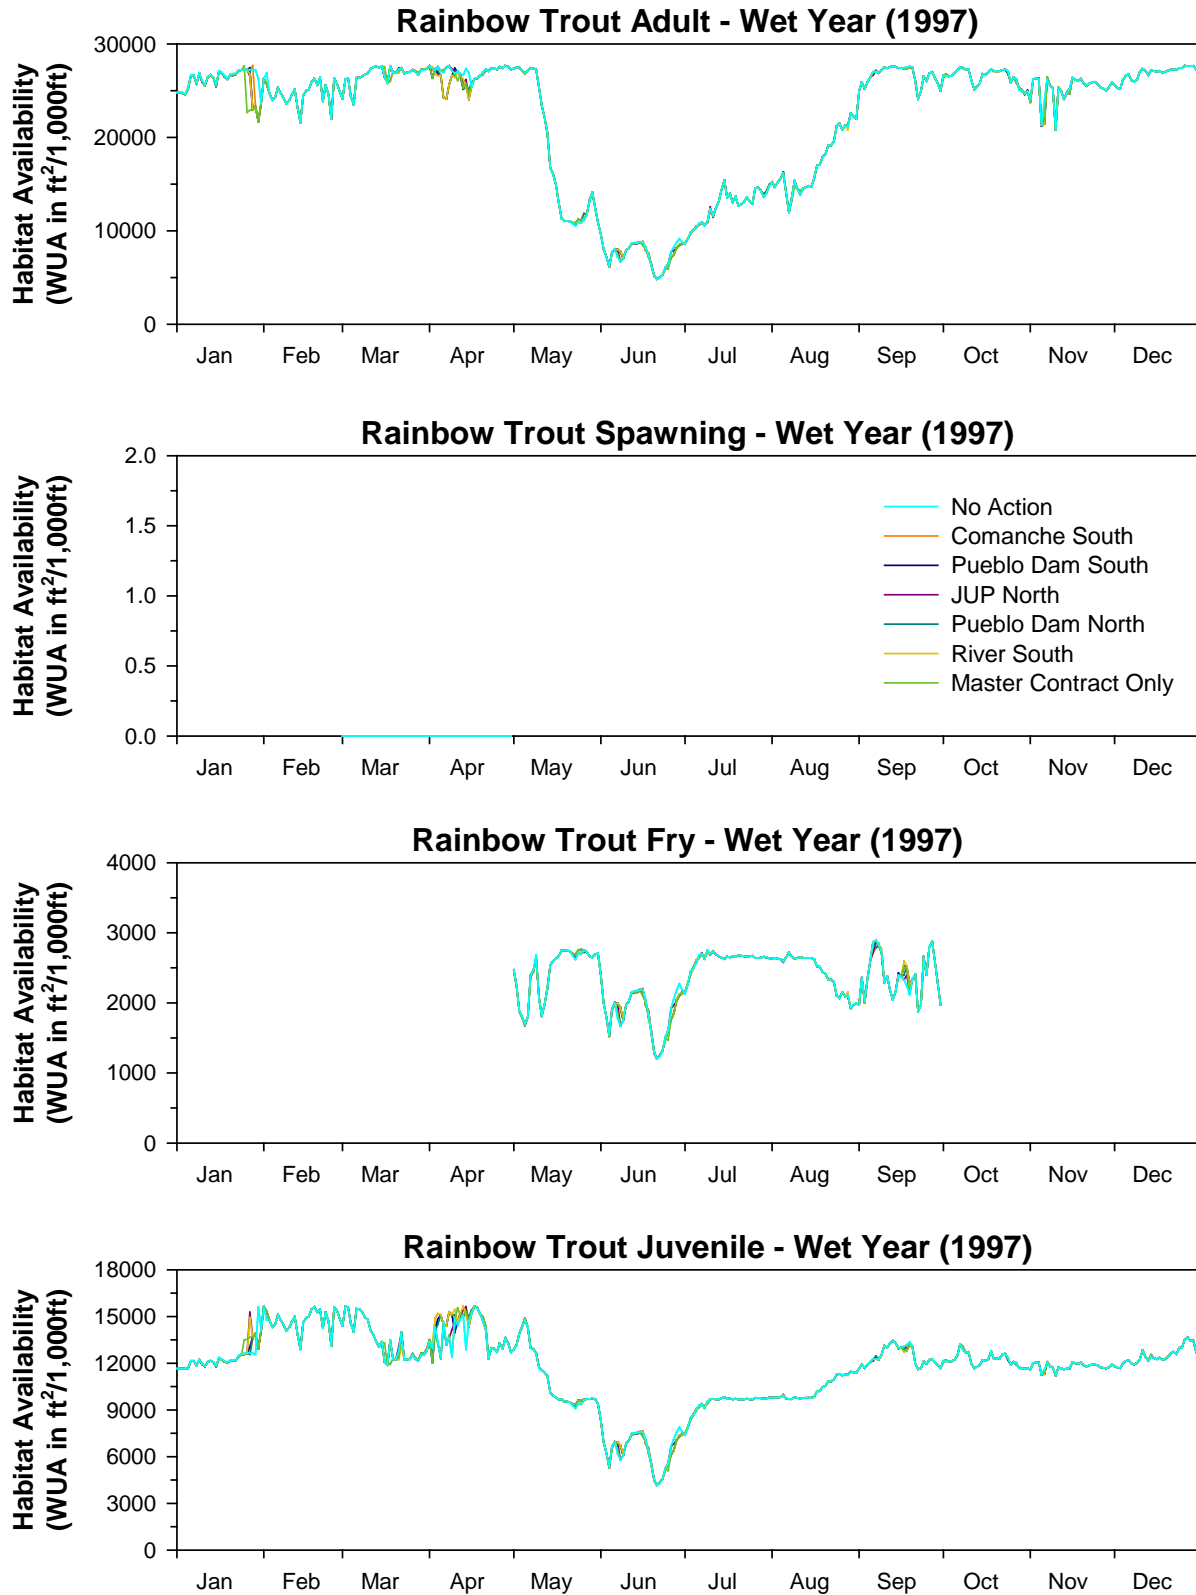 Rainbow Trout Adult - Wet Year (1997)
Habitat Availability
(WUA in ft²/1,000ft)
30000
20000
10000
0
Jan Feb Mar Apr May Jun Jul Aug Sep Oct Nov Dec
Rainbow Trout Spawning - Wet Year (1997)
Habitat Availability
(WUA in ft²/1,000ft)
2.0
1.5
1.0
0.5
0.0
No Action
Comanche South
Pueblo Dam South
JUP North
Pueblo Dam North
River South
Master Contract Only
Jan Feb Mar Apr May Jun Jul Aug Sep Oct Nov Dec
Rainbow Trout Fry - Wet Year (1997)
Habitat Availability
(WUA in ft²/1,000ft)
4000
3000
2000
1000
0
Jan Feb Mar Apr May Jun Jul Aug Sep Oct Nov Dec
Rainbow Trout Juvenile - Wet Year (1997)
Habitat Availability
(WUA in ft²/1,000ft)
18000
15000
12000
9000
6000
3000
0
Jan Feb Mar Apr May Jun Jul Aug Sep Oct Nov Dec